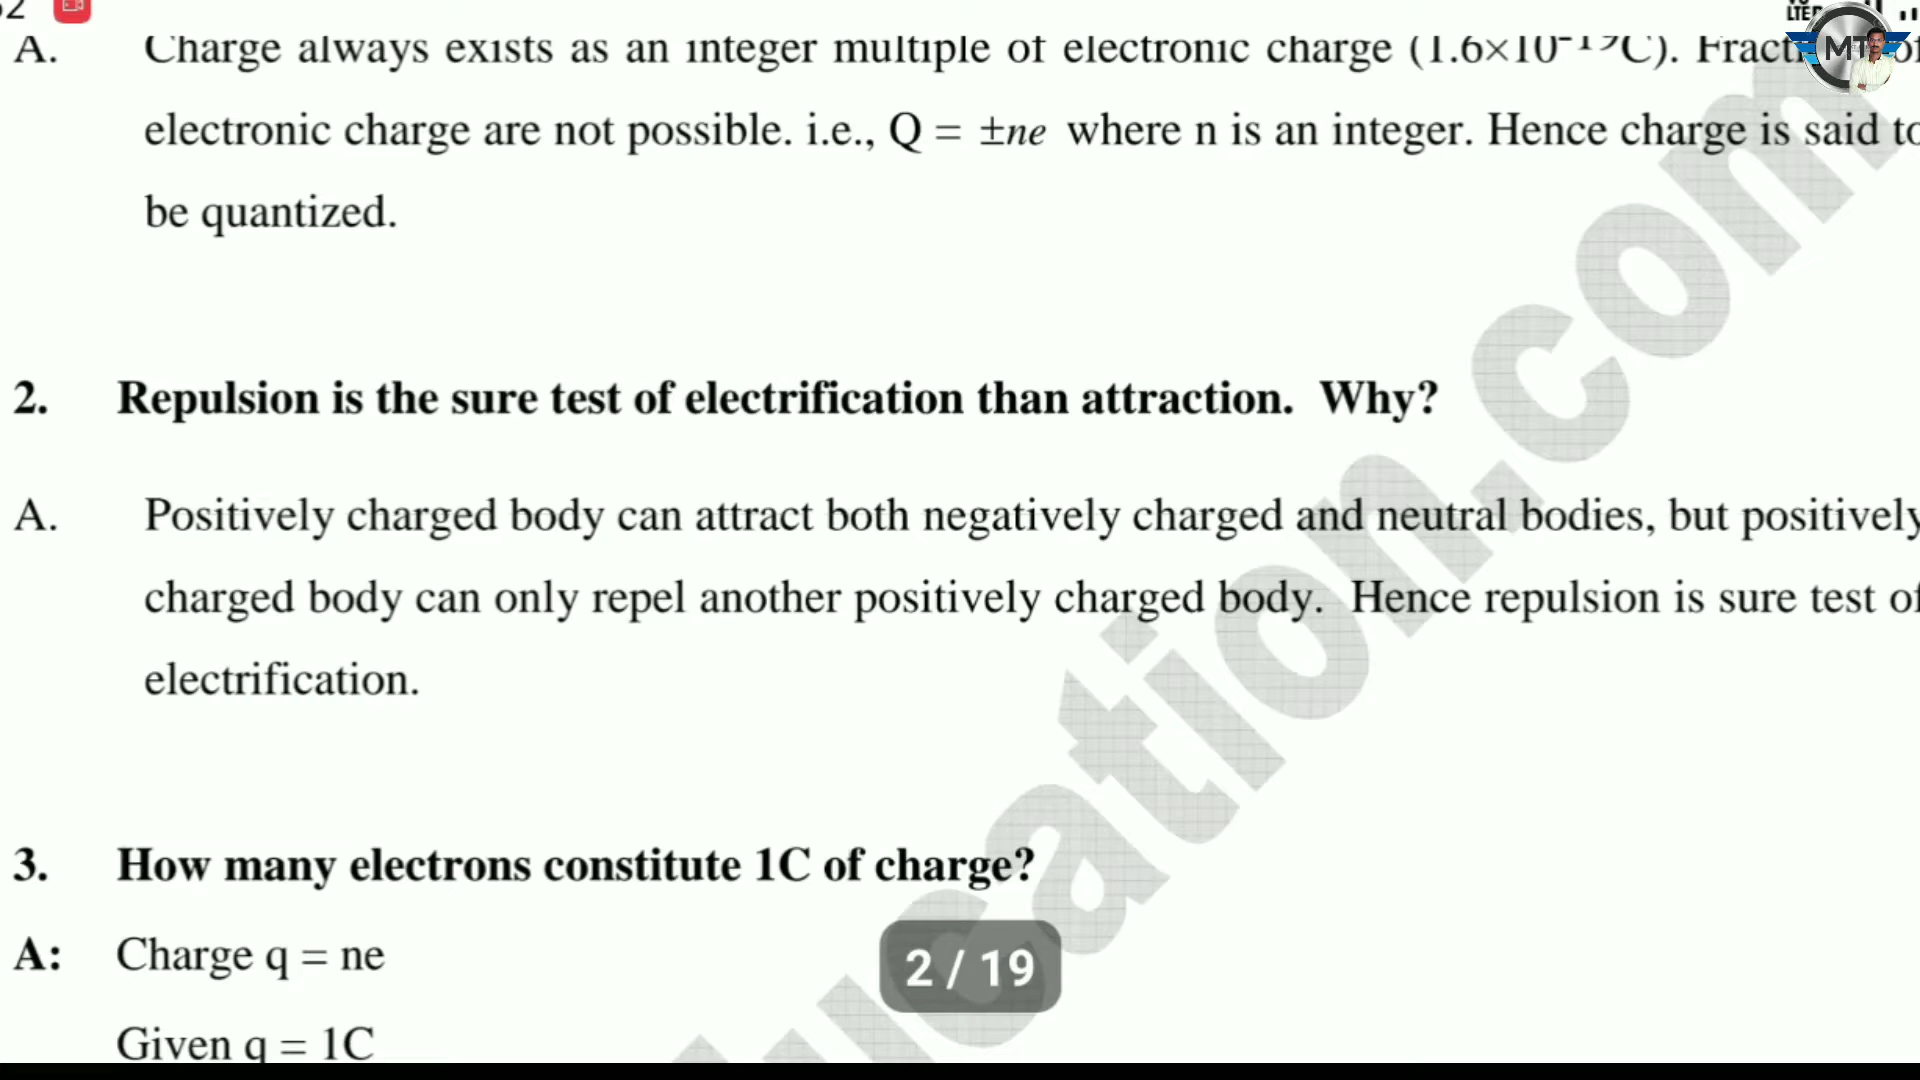 A. Charge always exists as an integer multiple of electronic charge (1.6×10⁻¹⁹C).
electronic charge are not possible. i.e., Q = ±ne where n is an integer. Hence charge is said to
be quantized.
2. Repulsion is the sure test of electrification than attraction. Why?
A. Positively charged body can attract both negatively charged and neutral bodies, but positively
charged body can only repel another positively charged body. Hence repulsion is sure test of
electrification.
3. How many electrons constitute 1C of charge?
A: Charge q = ne
2 / 19
Given q = 1C
ucation.com
LTE
MT